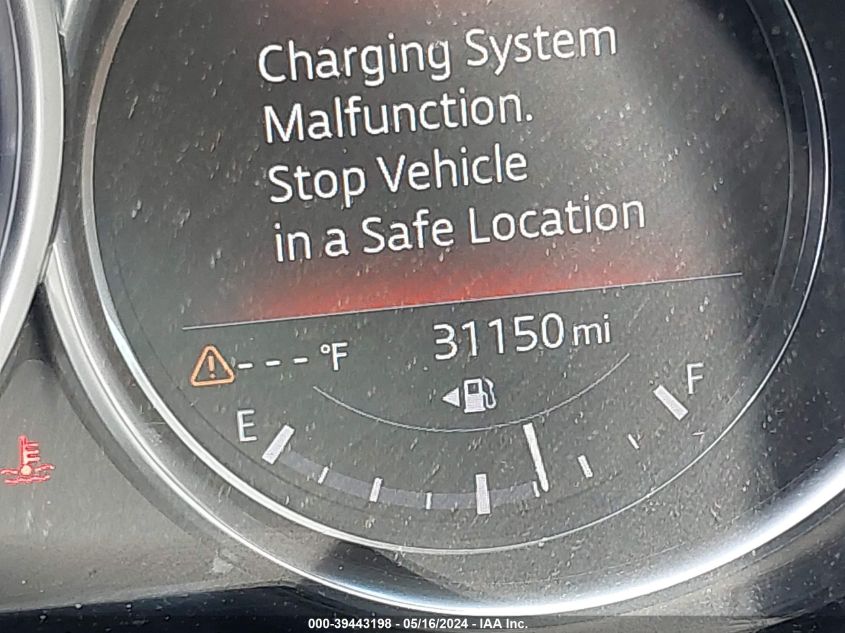 Charging System
Malfunction.
Stop Vehicle
in a Safe Location
---°F 31150 mi
E F
000-39443198 - 05/16/2024 - IAA Inc.